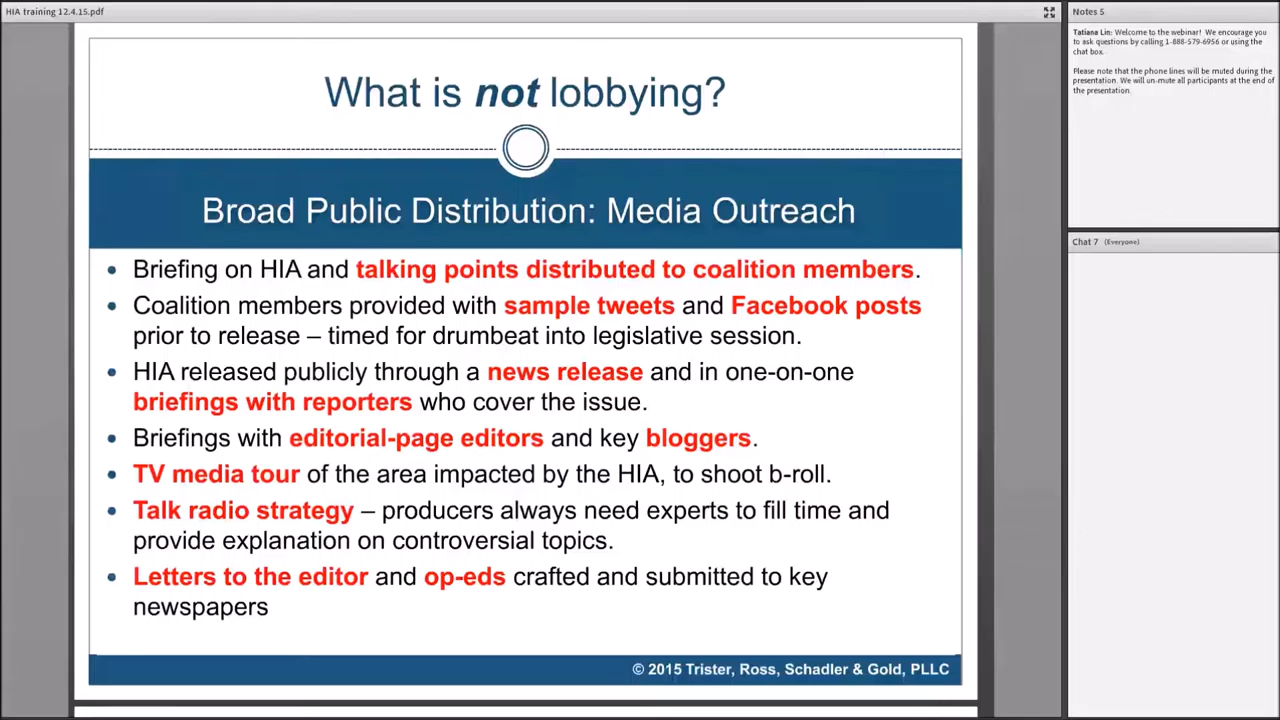 HIA training 12.4.15.pdf
What is not lobbying?
Broad Public Distribution: Media Outreach
• Briefing on HIA and talking points distributed to coalition members.
• Coalition members provided with sample tweets and Facebook posts
prior to release – timed for drumbeat into legislative session.
• HIA released publicly through a news release and in one-on-one
briefings with reporters who cover the issue.
• Briefings with editorial-page editors and key bloggers.
• TV media tour of the area impacted by the HIA, to shoot b-roll.
• Talk radio strategy – producers always need experts to fill time and
provide explanation on controversial topics.
• Letters to the editor and op-eds crafted and submitted to key
newspapers
© 2015 Trister, Ross, Schadler & Gold, PLLC
Notes 5
Tatiana Lin: Welcome to the webinar! We encourage you
to ask questions by calling 1-888-579-6956 or using the
chat box.
Please note that the phone lines will be muted during the
presentation. We will un-mute all participants at the end of
the presentation.
Chat 7 (Everyone)